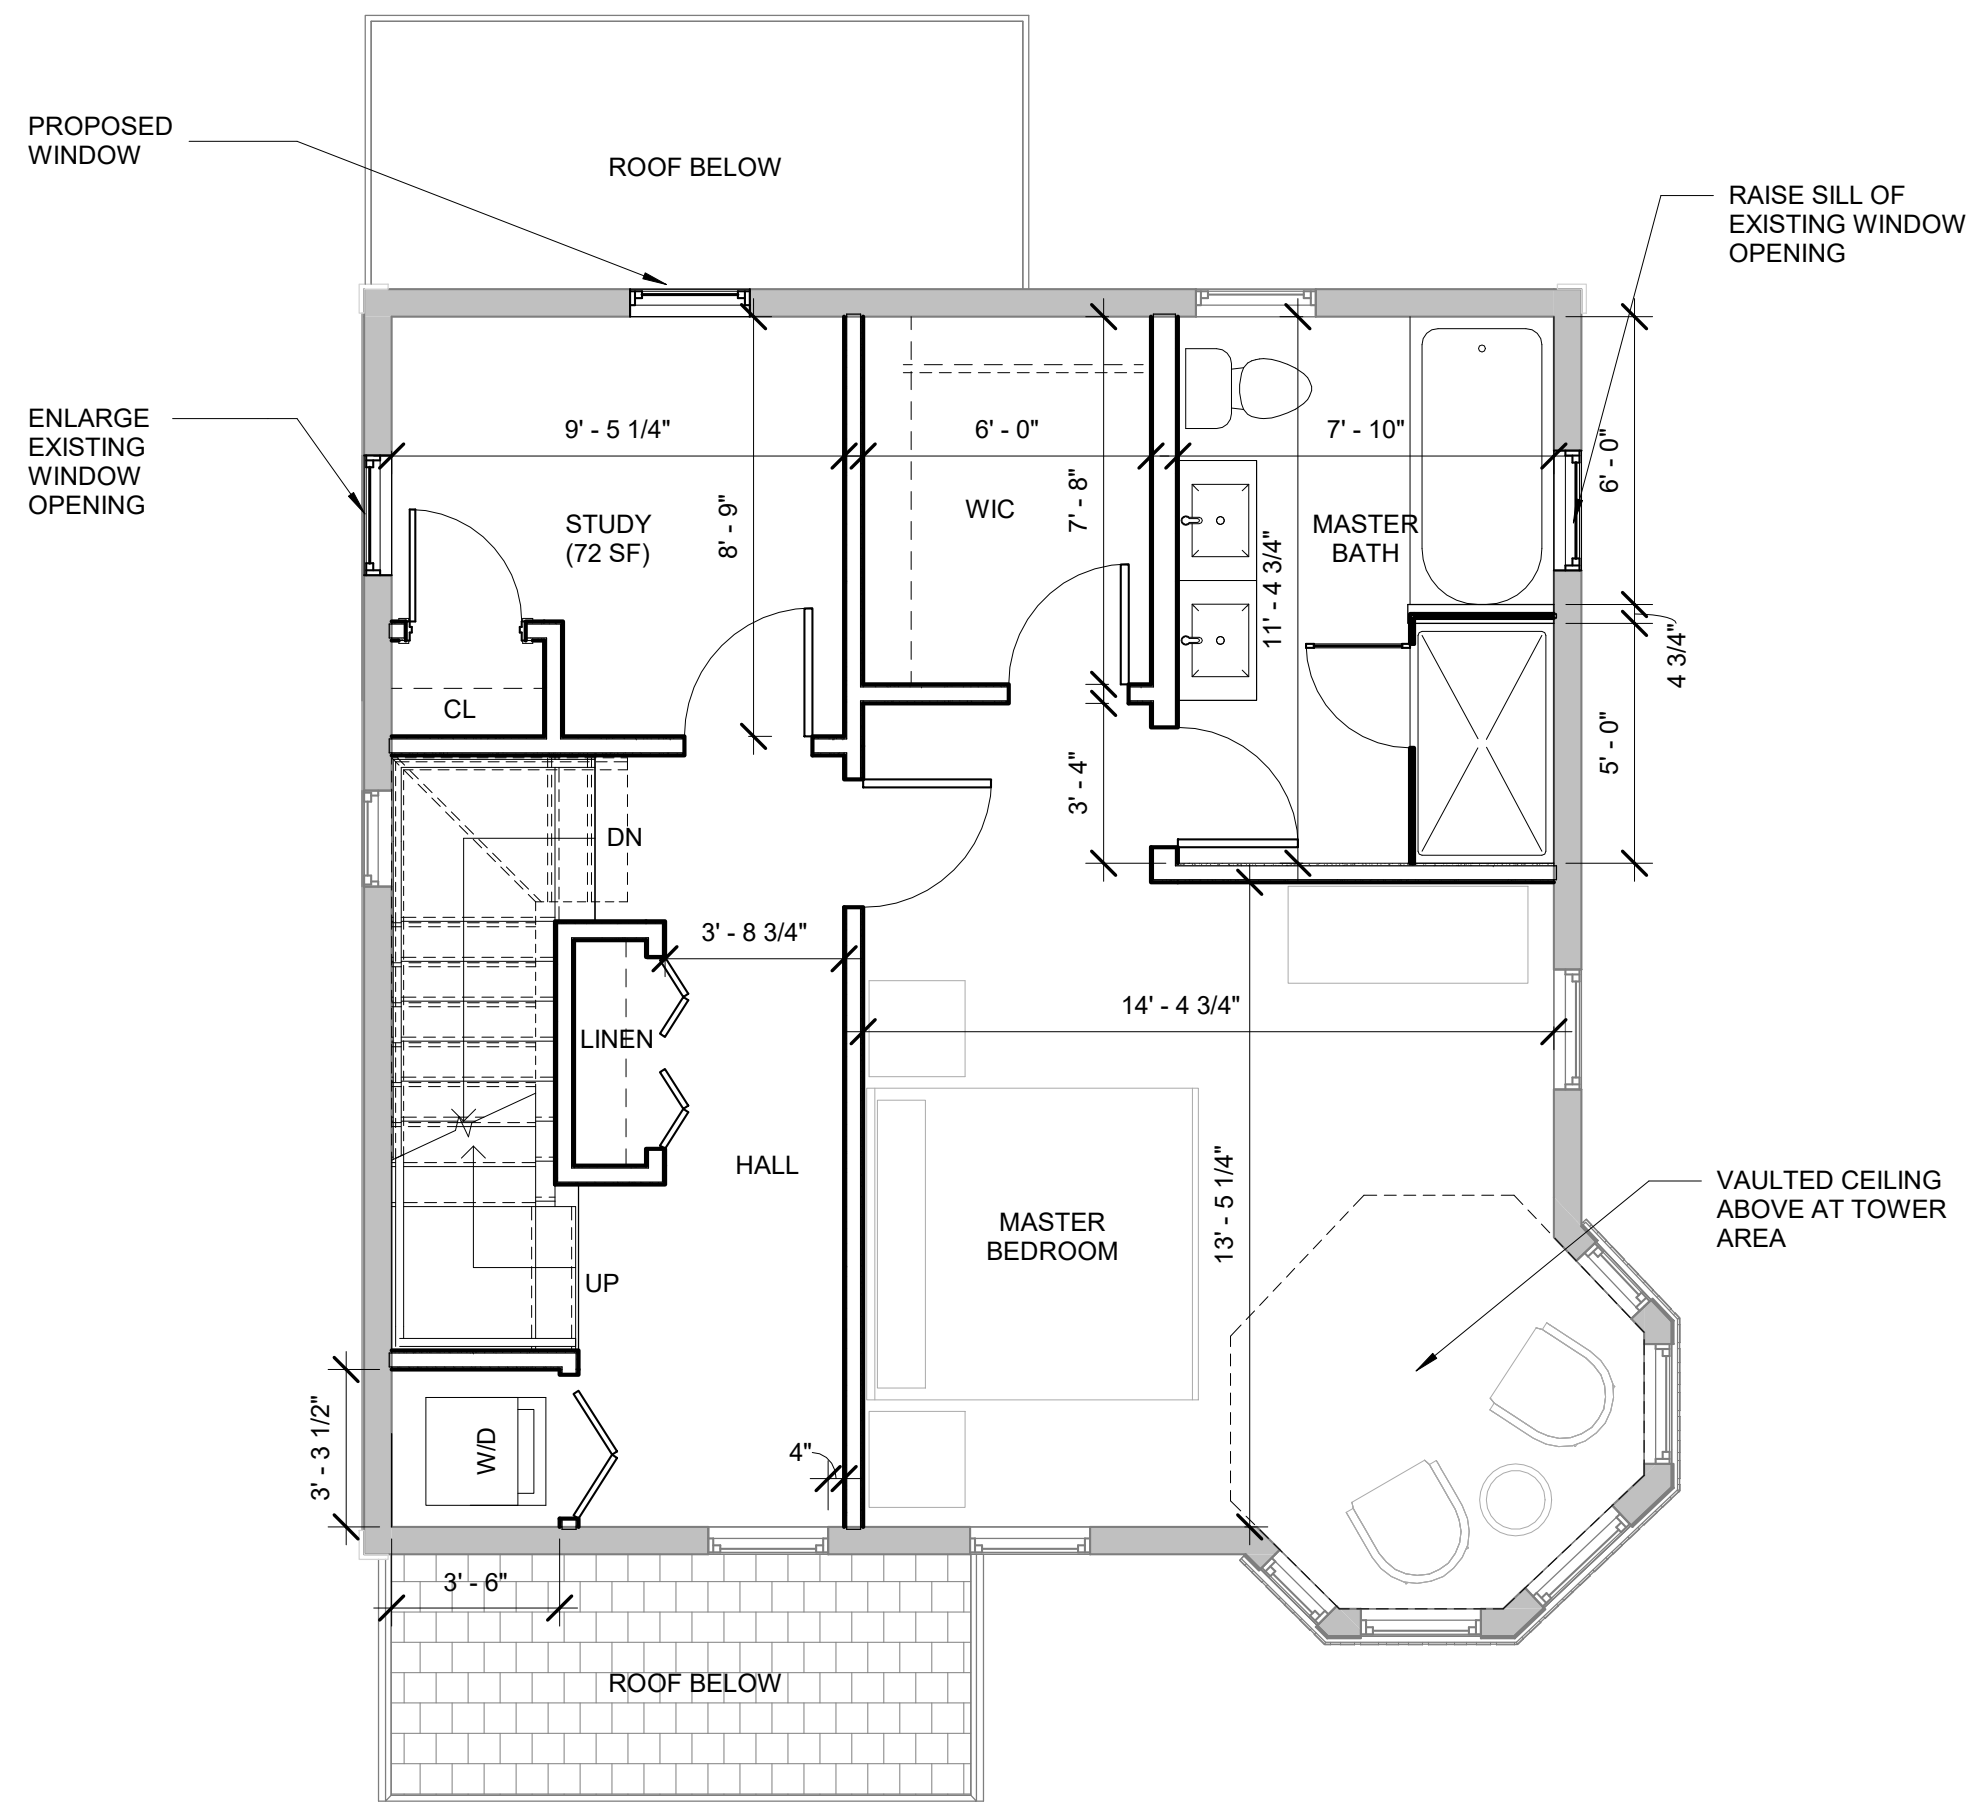 PROPOSED
WINDOW
ROOF BELOW
RAISE SILL OF
EXISTING WINDOW
OPENING
ENLARGE
EXISTING
WINDOW
OPENING
9' - 5 1/4"
6' - 0"
7' - 10"
6' - 0"
8' - 9"
7' - 8"
STUDY
(72 SF)
WIC
MASTER
BATH
11' - 4 3/4"
4 3/4"
CL
5' - 0"
3' - 4"
DN
3' - 8 3/4"
14' - 4 3/4"
LINEN
HALL
13' - 5 1/4"
MASTER
BEDROOM
VAULTED CEILING
ABOVE AT TOWER
AREA
UP
3' - 3 1/2"
W/D
4"
3' - 6"
ROOF BELOW